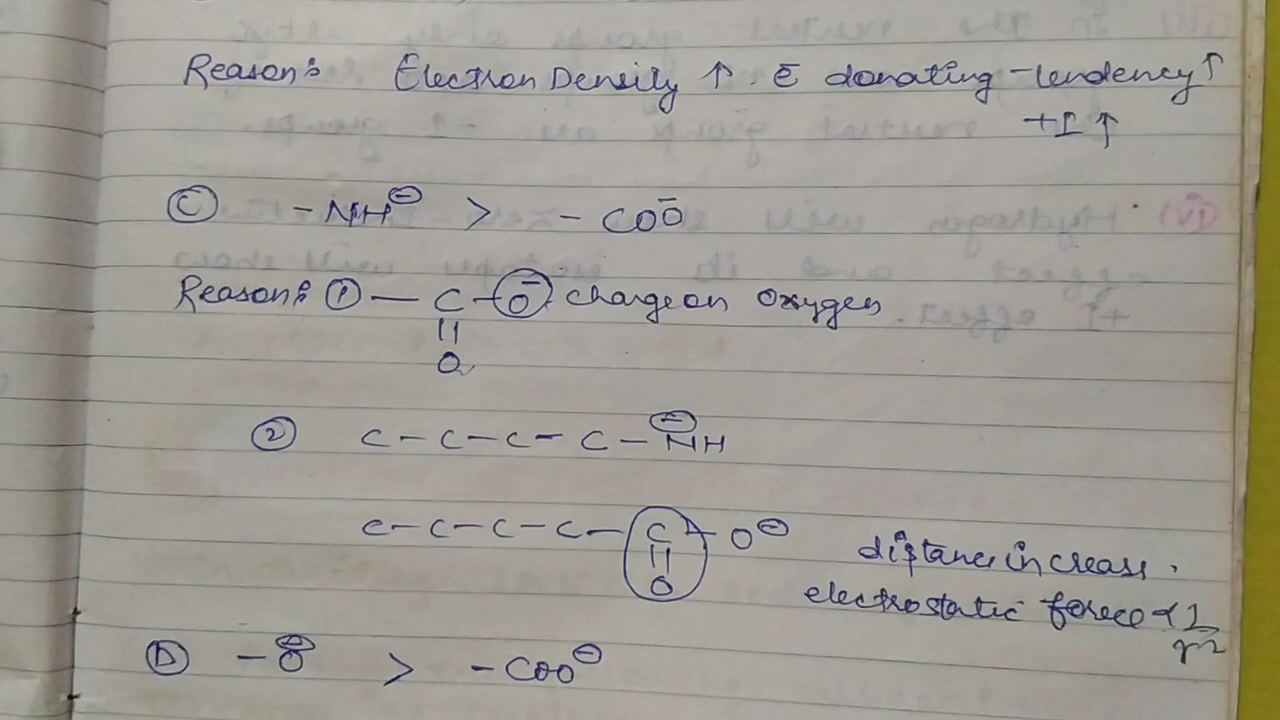 Reason: Electron Density ↑ . ē donating -tendency ↑
+I ↑
(C) - NH⊖ > - COŌ
Reason: ① — C - Ō . charge on oxygen.
||
O
② C - C - C - C - N⊖H
C - C - C - C - C - O⊖ distance increase .
||
O
electrostatic force α 1/r²
(D) - O⊖ > - COO⊖